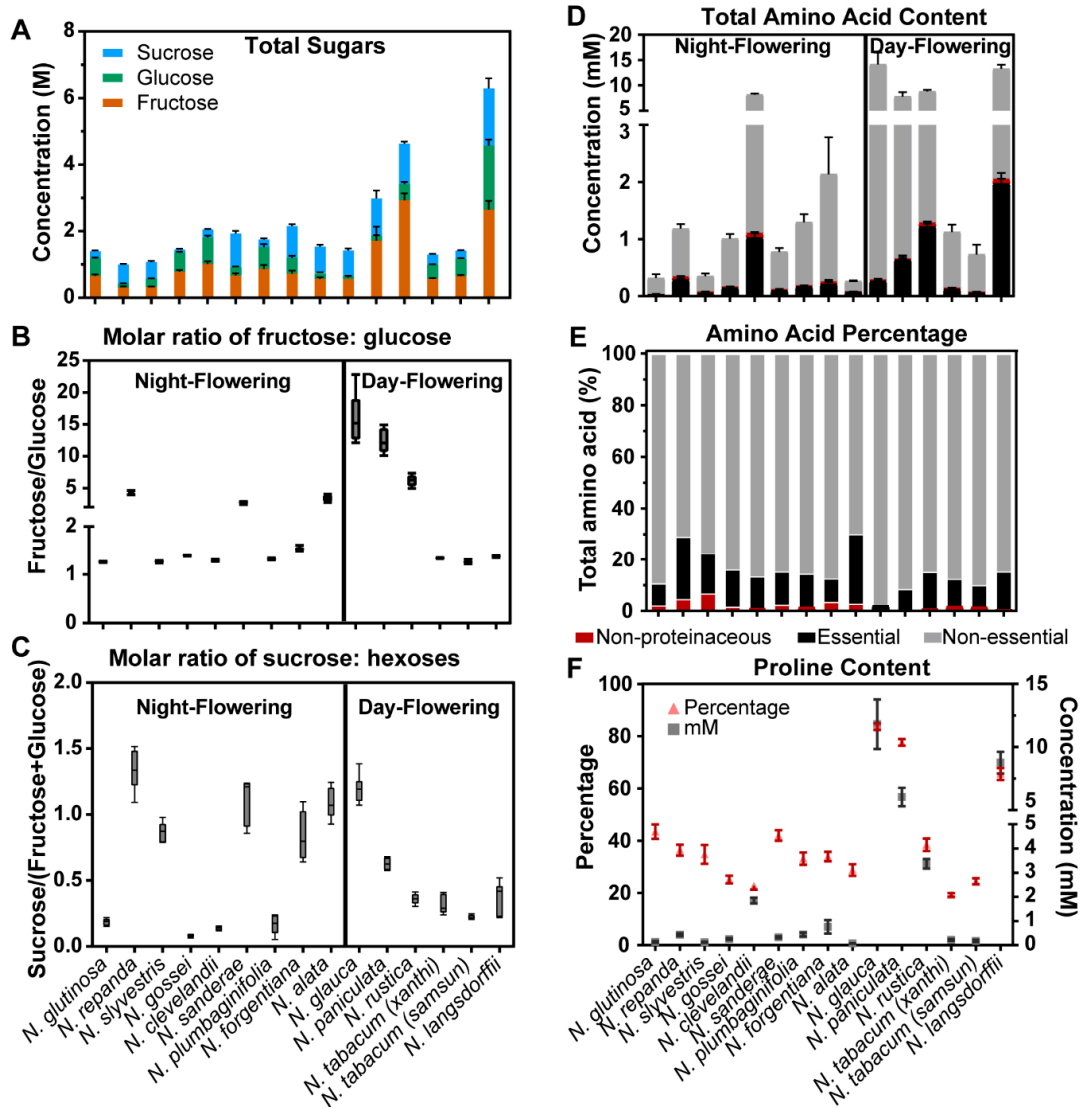 A
Total Sugars
Sucrose
Glucose
Fructose
Concentration (M)
8
6
4
2
0
B
Molar ratio of fructose: glucose
Night-Flowering
Day-Flowering
Fructose/Glucose
25
20
15
10
5
2
1
0
C
Molar ratio of sucrose: hexoses
Night-Flowering
Day-Flowering
Sucrose/(Fructose+Glucose)
2.0
1.5
1.0
0.5
0.0
N. glutinosa
N. repanda
N. slyvestris
N. gossei
N. clevelandii
N. sanderae
N. plumbaginifolia
N. forgentiana
N. alata
N. glauca
N. paniculata
N. rustica
N. tabacum (xanthi)
N. tabacum (samsun)
N. langsdorffii
D
Total Amino Acid Content
Night-Flowering
Day-Flowering
Concentration (mM)
20
15
10
5
3
2
1
0
E
Amino Acid Percentage
Total amino acid (%)
100
80
60
40
20
0
Non-proteinaceous
Essential
Non-essential
F
Proline Content
Percentage
mM
Percentage
100
80
60
40
20
0
Concentration (mM)
15
10
5
5
4
3
2
1
0
N. glutinosa
N. repanda
N. slyvestris
N. gossei
N. clevelandii
N. sanderae
N. plumbaginifolia
N. forgentiana
N. alata
N. glauca
N. paniculata
N. rustica
N. tabacum (xanthi)
N. tabacum (samsun)
N. langsdorffii